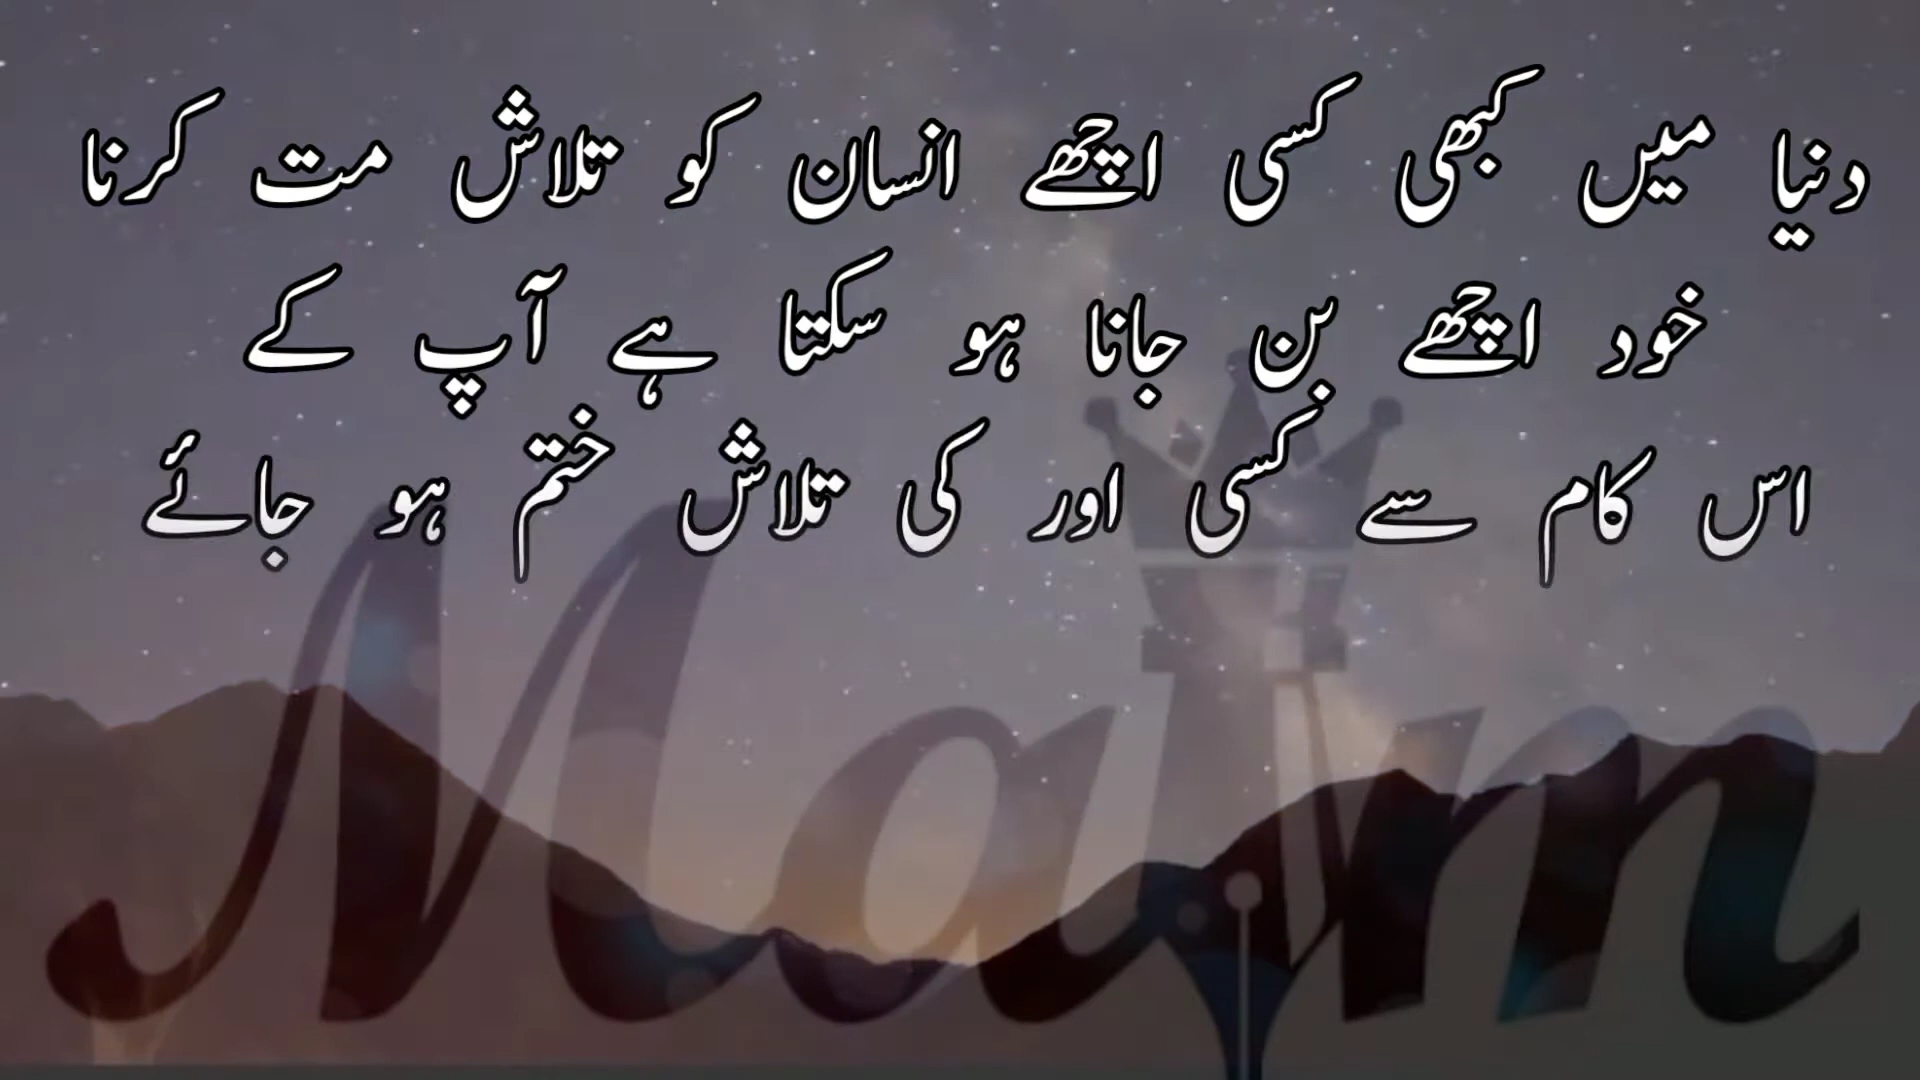 دنیا میں کبھی کسی اچھے انسان کو تلاش مت کرنا
خود اچھے بن جانا ہو سکتا ہے آپ کے
اس کام سے کسی اور کی تلاش ختم ہو جائے